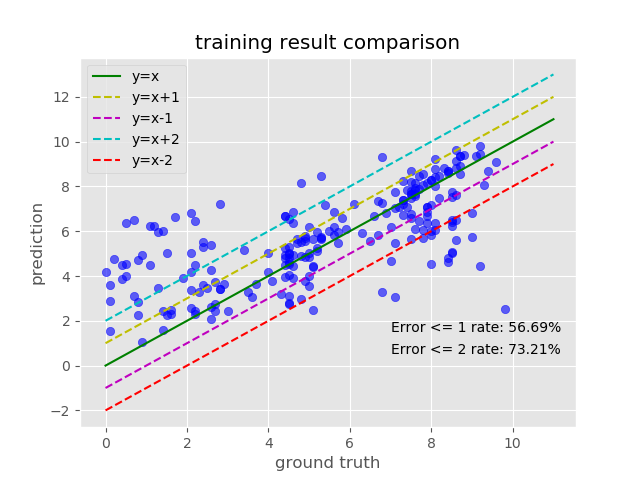 training result comparison
y=x
y=x+1
y=x-1
y=x+2
y=x-2
12
10
8
6
4
2
0
−2
prediction
Error <= 1 rate: 56.69%
Error <= 2 rate: 73.21%
0 2 4 6 8 10
ground truth